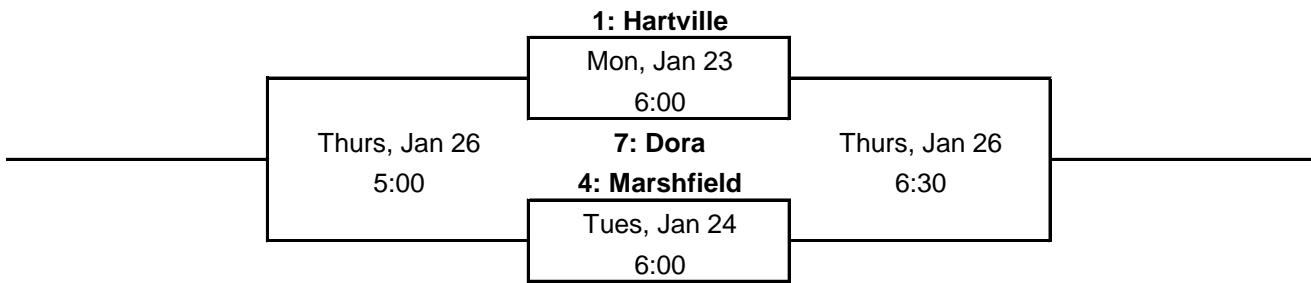 1: Hartville
Mon, Jan 23
6:00
Thurs, Jan 26
5:00
7: Dora
4: Marshfield
Thurs, Jan 26
6:30
Tues, Jan 24
6:00